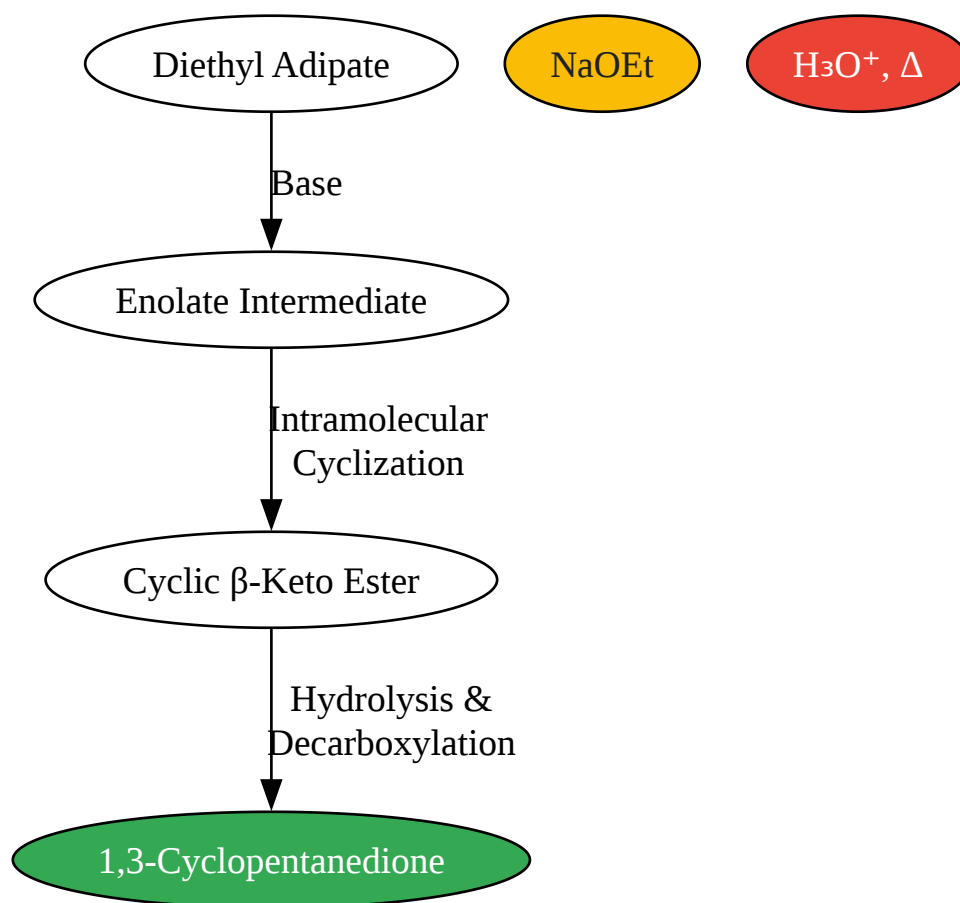 Diethyl Adipate
NaOEt
H₃O⁺, Δ
Base
Enolate Intermediate
Intramolecular
Cyclization
Cyclic β-Keto Ester
Hydrolysis &
Decarboxylation
1,3-Cyclopentanedione